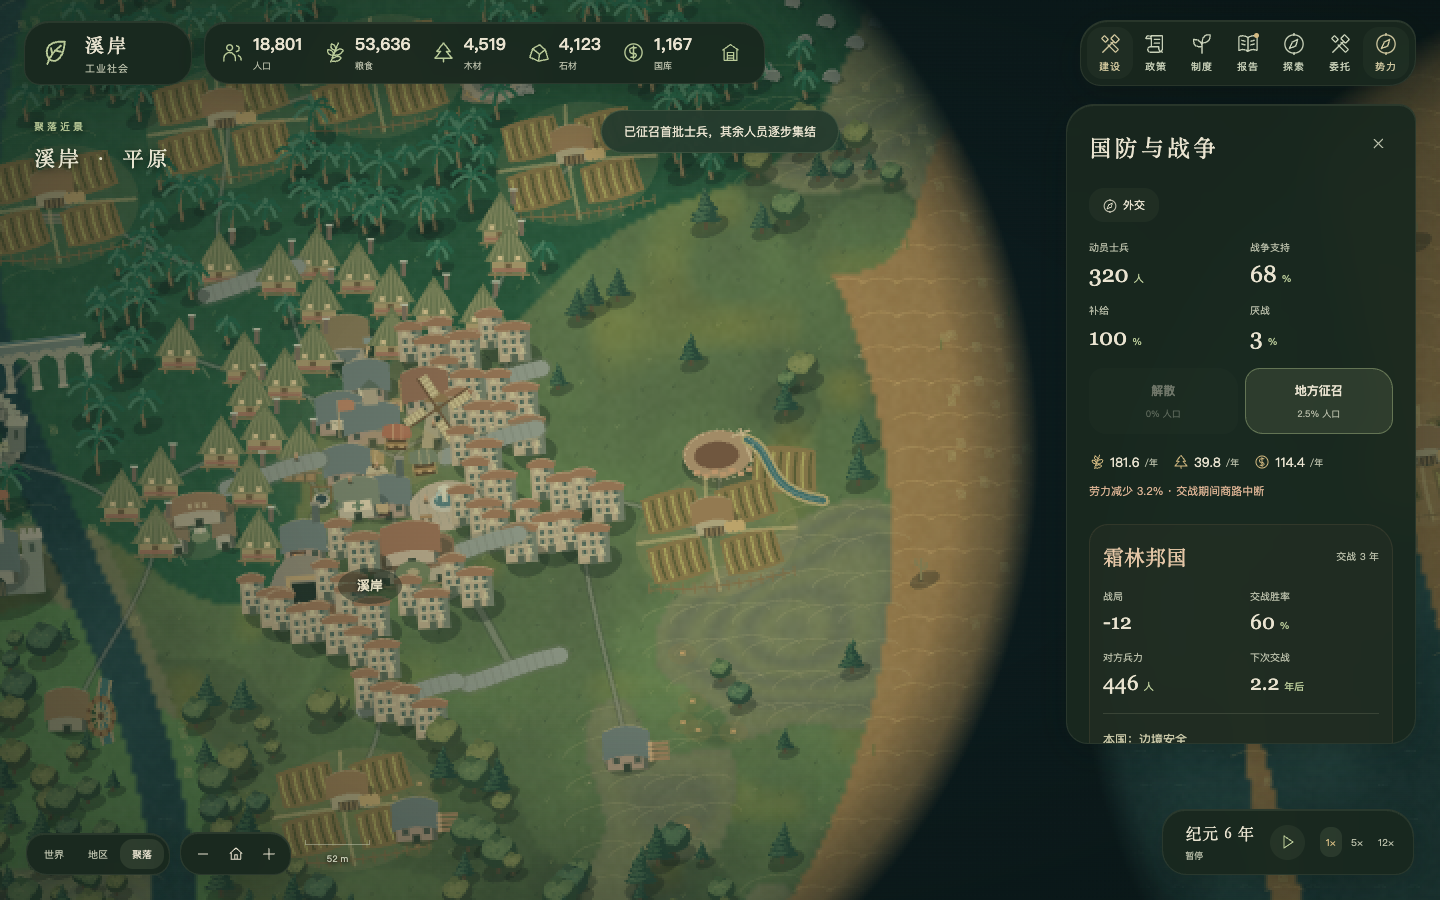 溪岸
工业社会
18,801
人口
53,636
粮食
4,519
木材
4,123
石材
1,167
国库
建设
政策
制度
报告
探索
委托
势力
聚落近景
溪岸 · 平原
已征召首批士兵，其余人员逐步集结
国防与战争
外交
动员士兵
战争支持
320 人
68 %
补给
厌战
100 %
3 %
解散
0% 人口
地方征召
2.5% 人口
181.6 /年
39.8 /年
114.4 /年
劳力减少 3.2% · 交战期间商路中断
霜林邦国
交战 3 年
战局
交战胜率
-12
60 %
对方兵力
下次交战
446 人
2.2 年后
本国：边境安全
溪岸
世界
地区
聚落
52 m
纪元 6 年
暂停
1×
5×
12×